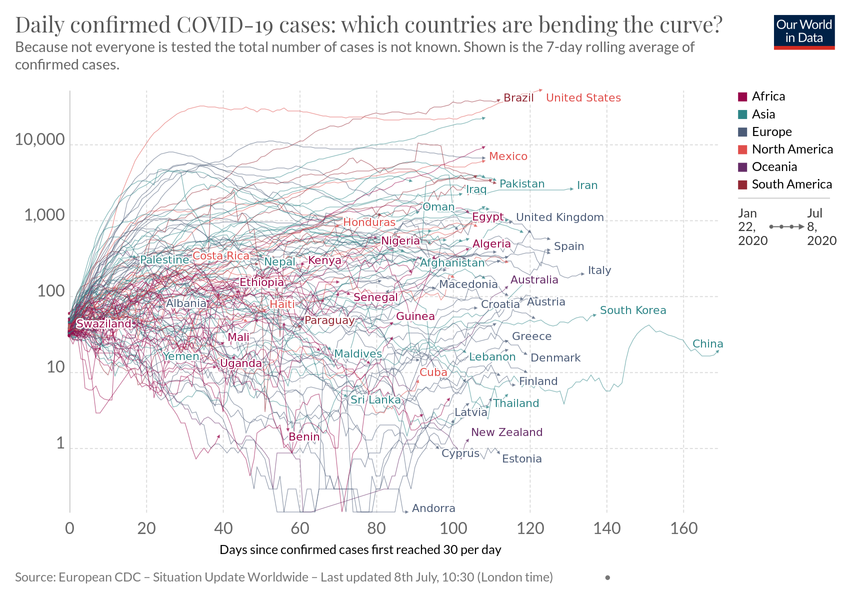 Daily confirmed COVID-19 cases: which countries are bending the curve?
Because not everyone is tested the total number of cases is not known. Shown is the 7-day rolling average of
confirmed cases.
Our World
in Data
Africa
Asia
Europe
North America
Oceania
South America
Jan
22,
2020
Jul
8,
2020
10,000
1,000
100
10
1
Brazil
United States
Mexico
Iraq
Pakistan
Iran
Oman
Egypt
United Kingdom
Honduras
Nigeria
Algeria
Spain
Palestine
Costa Rica
Nepal
Kenya
Afghanistan
Italy
Ethiopia
Macedonia
Australia
Albania
Haiti
Senegal
Croatia
Austria
South Korea
Swaziland
Paraguay
Guinea
Mali
Greece
China
Yemen
Uganda
Maldives
Lebanon
Denmark
Cuba
Finland
Sri Lanka
Thailand
Latvia
Benin
New Zealand
Cyprus
Estonia
Andorra
0 20 40 60 80 100 120 140 160
Days since confirmed cases first reached 30 per day
Source: European CDC – Situation Update Worldwide – Last updated 8th July, 10:30 (London time)